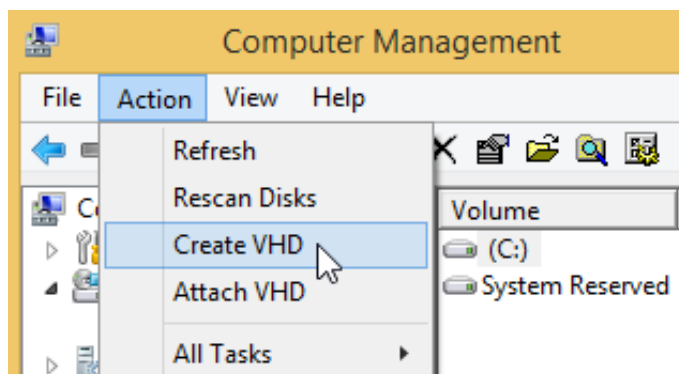 Computer Management
File Action View Help
Refresh
Rescan Disks
Volume
Create VHD
(C:)
Attach VHD
System Reserved
All Tasks